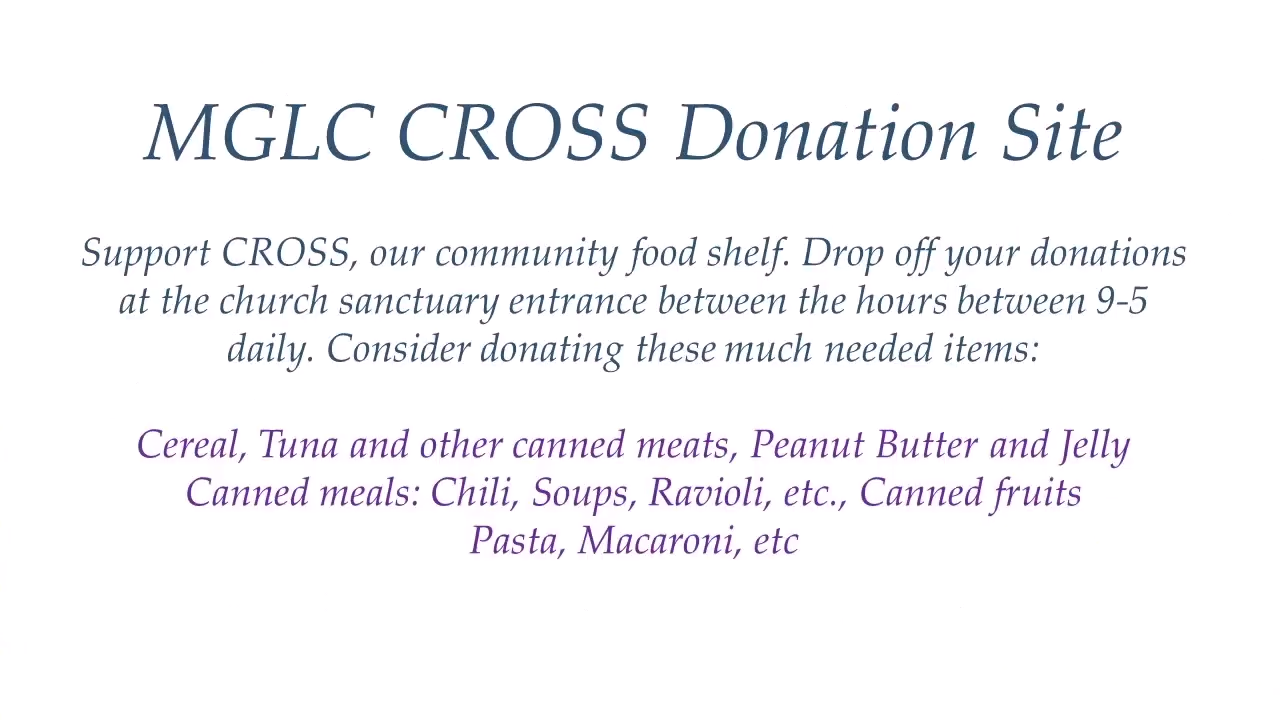 MGLC CROSS Donation Site
Support CROSS, our community food shelf. Drop off your donations
at the church sanctuary entrance between the hours between 9-5
daily. Consider donating these much needed items:
Cereal, Tuna and other canned meats, Peanut Butter and Jelly
Canned meals: Chili, Soups, Ravioli, etc., Canned fruits
Pasta, Macaroni, etc